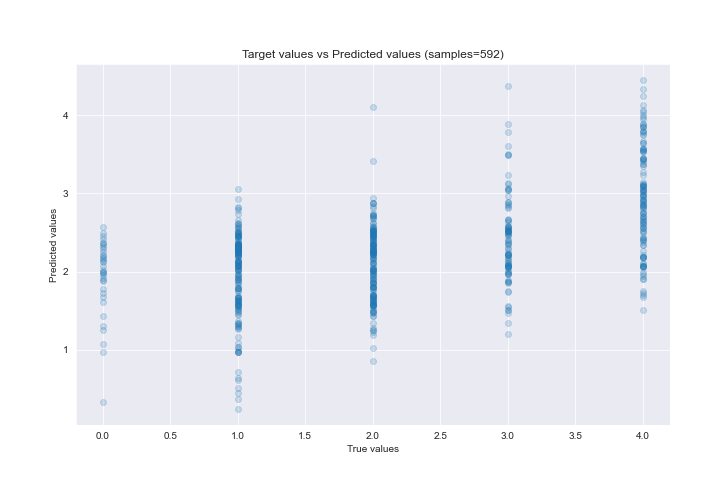 Target values vs Predicted values (samples=592)
Predicted values
4
3
2
1
0.0 0.5 1.0 1.5 2.0 2.5 3.0 3.5 4.0
True values